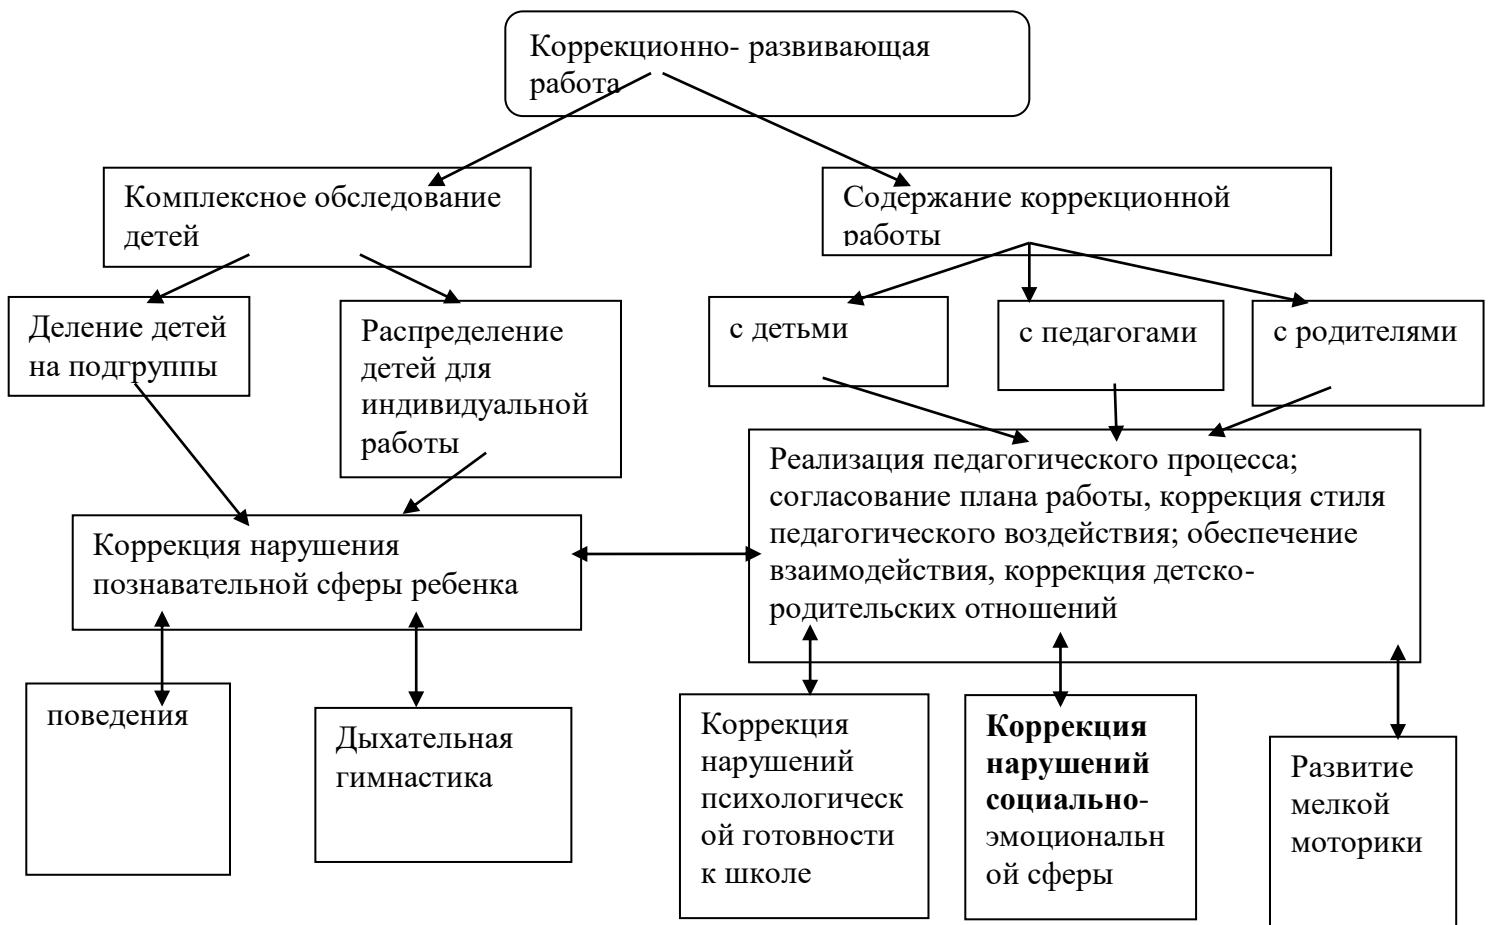 Коррекционно- развивающая
работа
Комплексное обследование
детей
Содержание коррекционной
работы
Деление детей
на подгруппы
Распределение
детей для
индивидуальной
работы
с детьми
с педагогами
с родителями
Реализация педагогического процесса;
согласование плана работы, коррекция стиля
педагогического воздействия; обеспечение
взаимодействия, коррекция детско-
родительских отношений
Коррекция нарушения
познавательной сферы ребенка
поведения
Дыхательная
гимнастика
Коррекция
нарушений
психологическ
ой готовности
к школе
Коррекция
нарушений
социально-
эмоциональн
ой сферы
Развитие
мелкой
моторики